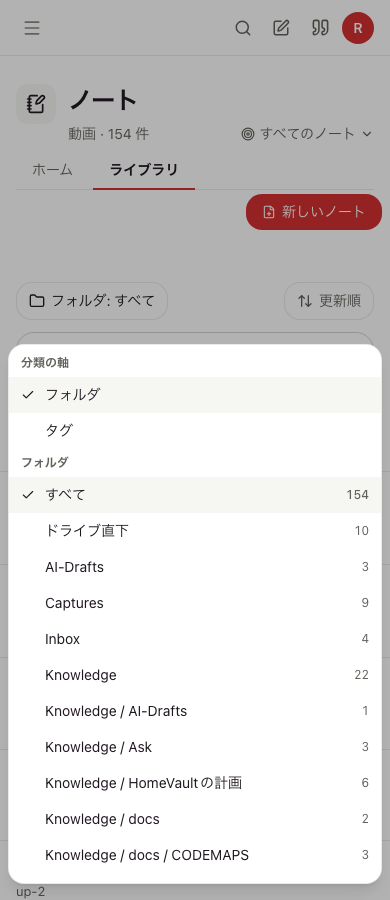 R
ノート
動画 · 154 件
すべてのノート
ホーム
ライブラリ
新しいノート
フォルダ: すべて
更新順
分類の軸
フォルダ
タグ
フォルダ
すべて 154
ドライブ直下 10
AI-Drafts 3
Captures 9
Inbox 4
Knowledge 22
Knowledge / AI-Drafts 1
Knowledge / Ask 3
Knowledge / HomeVaultの計画 6
Knowledge / docs 2
Knowledge / docs / CODEMAPS 3
up-2